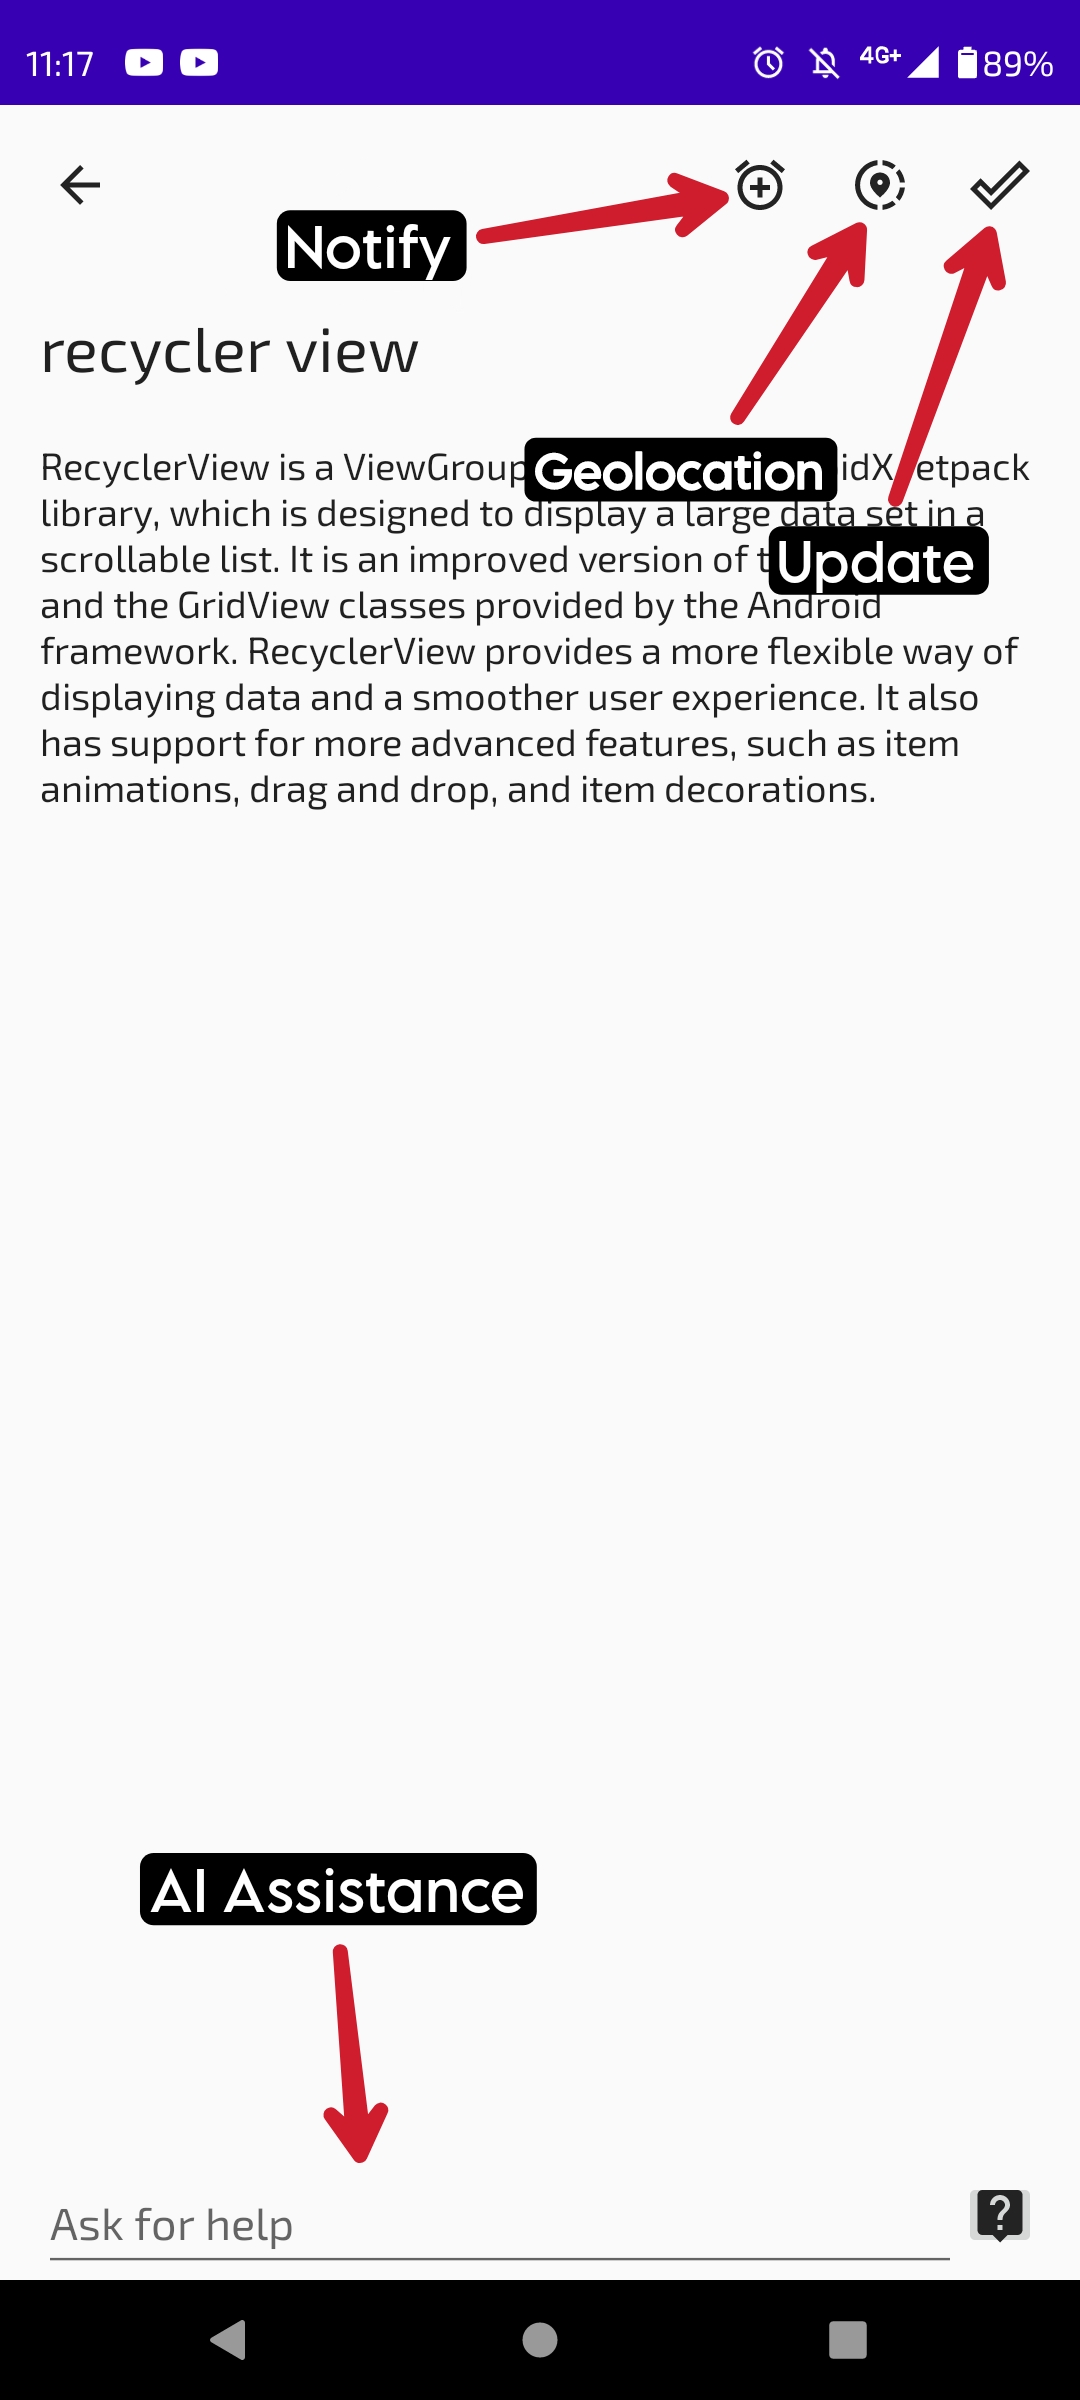 11:17 4G+ 89%
Notify
recycler view
RecyclerView is a ViewGroup Geolocation idX etpack
library, which is designed to display a large data set in a
scrollable list. It is an improved version of Update
and the GridView classes provided by the Android
framework. RecyclerView provides a more flexible way of
displaying data and a smoother user experience. It also
has support for more advanced features, such as item
animations, drag and drop, and item decorations.
AI Assistance
Ask for help
?